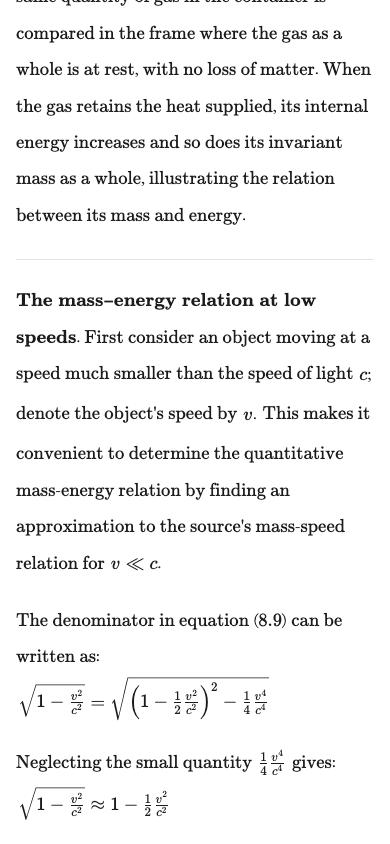 compared in the frame where the gas as a
whole is at rest, with no loss of matter. When
the gas retains the heat supplied, its internal
energy increases and so does its invariant
mass as a whole, illustrating the relation
between its mass and energy.
The mass–energy relation at low
speeds. First consider an object moving at a
speed much smaller than the speed of light c;
denote the object's speed by v. This makes it
convenient to determine the quantitative
mass-energy relation by finding an
approximation to the source's mass-speed
relation for v ≪ c.
The denominator in equation (8.9) can be
written as:
√(1 − v²/c²) = √((1 − 1/2 v²/c²)² − 1/4 v⁴/c⁴)
Neglecting the small quantity 1/4 v⁴/c⁴ gives:
√(1 − v²/c²) ≈ 1 − 1/2 v²/c²